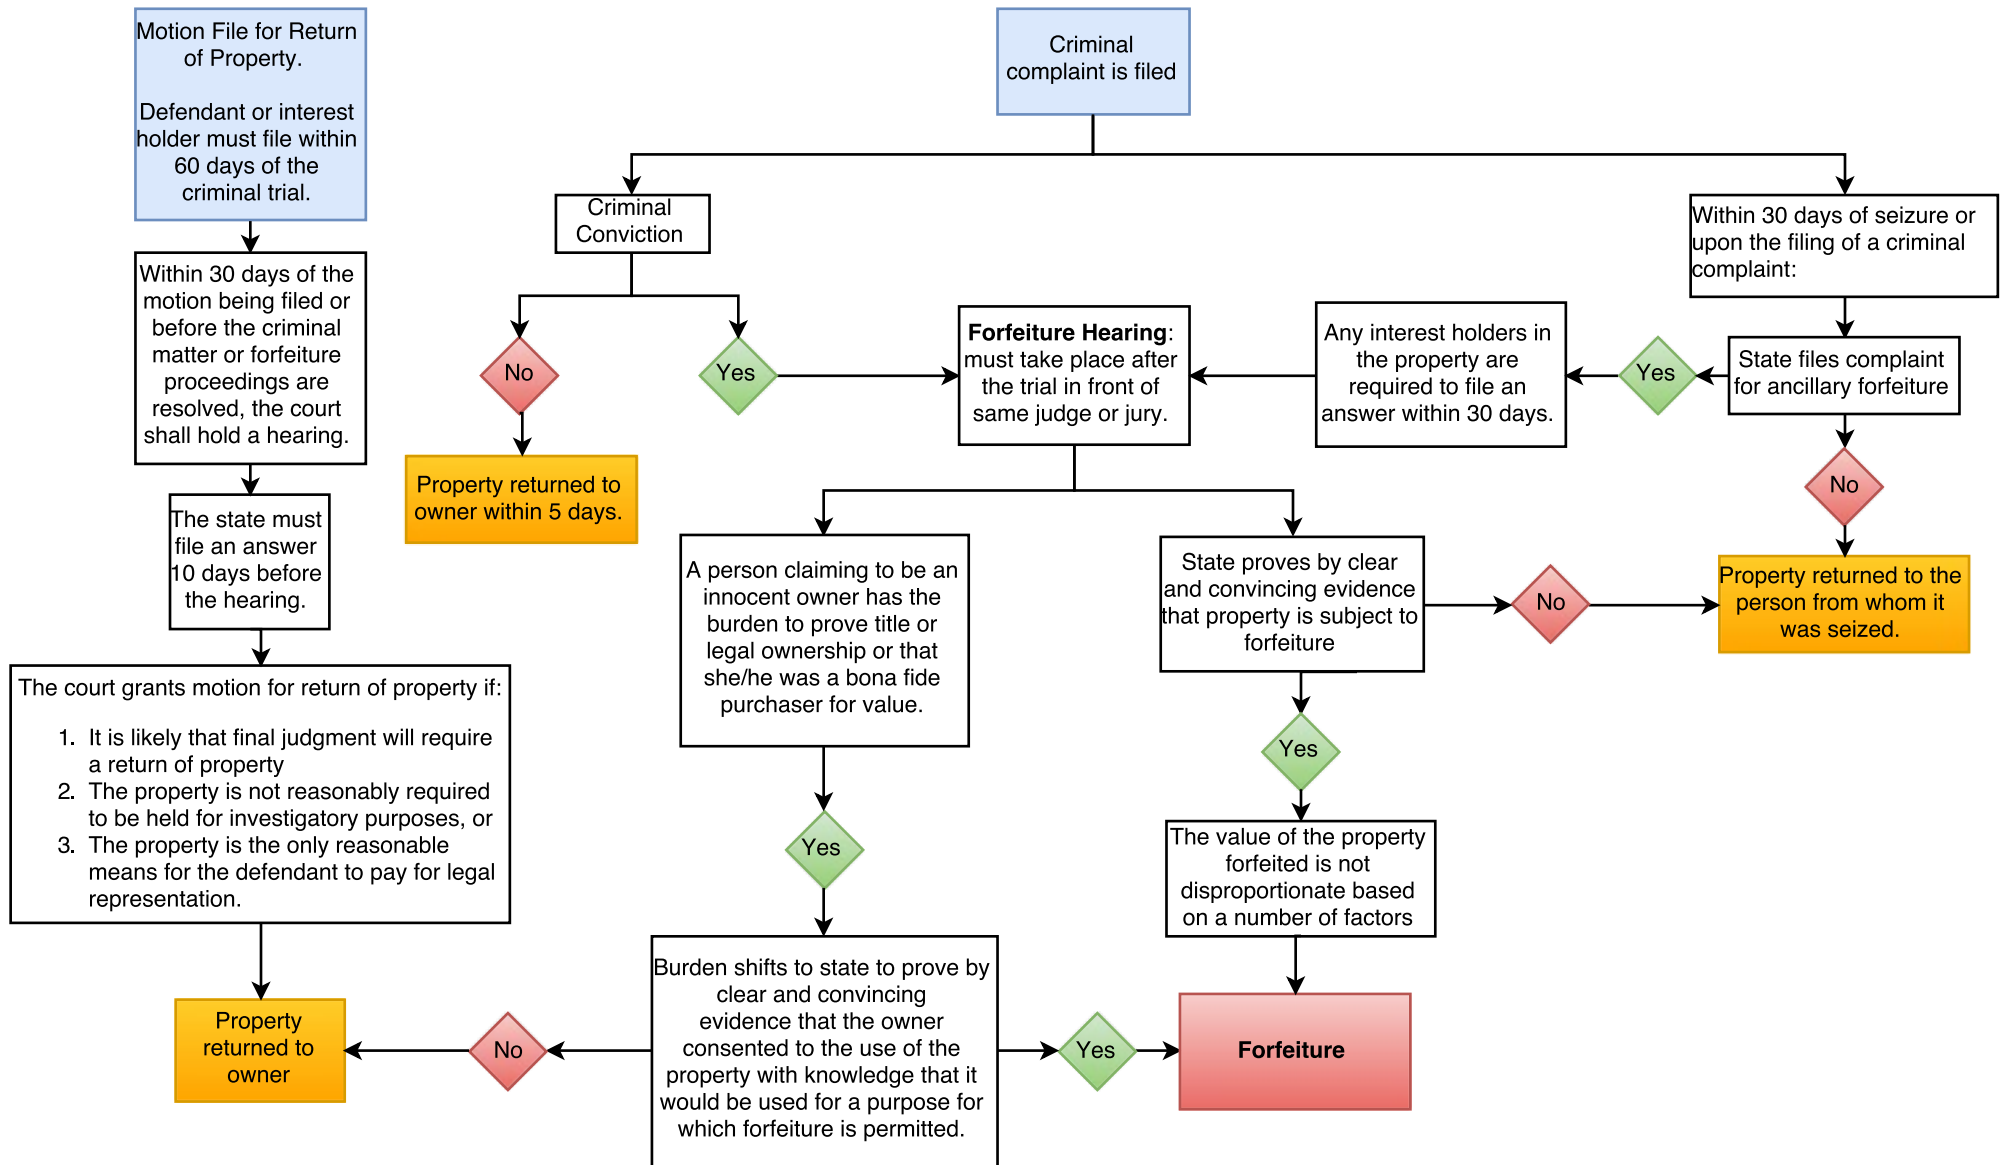 Motion File for Return
of Property.
Defendant or interest
holder must file within
60 days of the
criminal trial.
Within 30 days of the
motion being filed or
before the criminal
matter or forfeiture
proceedings are
resolved, the court
shall hold a hearing.
The state must
file an answer
10 days before
the hearing.
The court grants motion for return of property if:
1. It is likely that final judgment will require
a return of property
2. The property is not reasonably required
to be held for investigatory purposes, or
3. The property is the only reasonable
means for the defendant to pay for legal
representation.
Property
returned to
owner
Criminal
complaint is filed
Criminal
Conviction
No
Yes
Property returned to
owner within 5 days.
Forfeiture Hearing:
must take place after
the trial in front of
same judge or jury.
Any interest holders in
the property are
required to file an
answer within 30 days.
Yes
Within 30 days of seizure or
upon the filing of a criminal
complaint:
State files complaint
for ancillary forfeiture
No
Property returned to the
person from whom it
was seized.
A person claiming to be an
innocent owner has the
burden to prove title or
legal ownership or that
she/he was a bona fide
purchaser for value.
Yes
Burden shifts to state to prove by
clear and convincing
evidence that the owner
consented to the use of the
property with knowledge that it
would be used for a purpose for
which forfeiture is permitted.
No
Yes
State proves by clear
and convincing evidence
that property is subject to
forfeiture
No
Yes
The value of the property
forfeited is not
disproportionate based
on a number of factors
Forfeiture